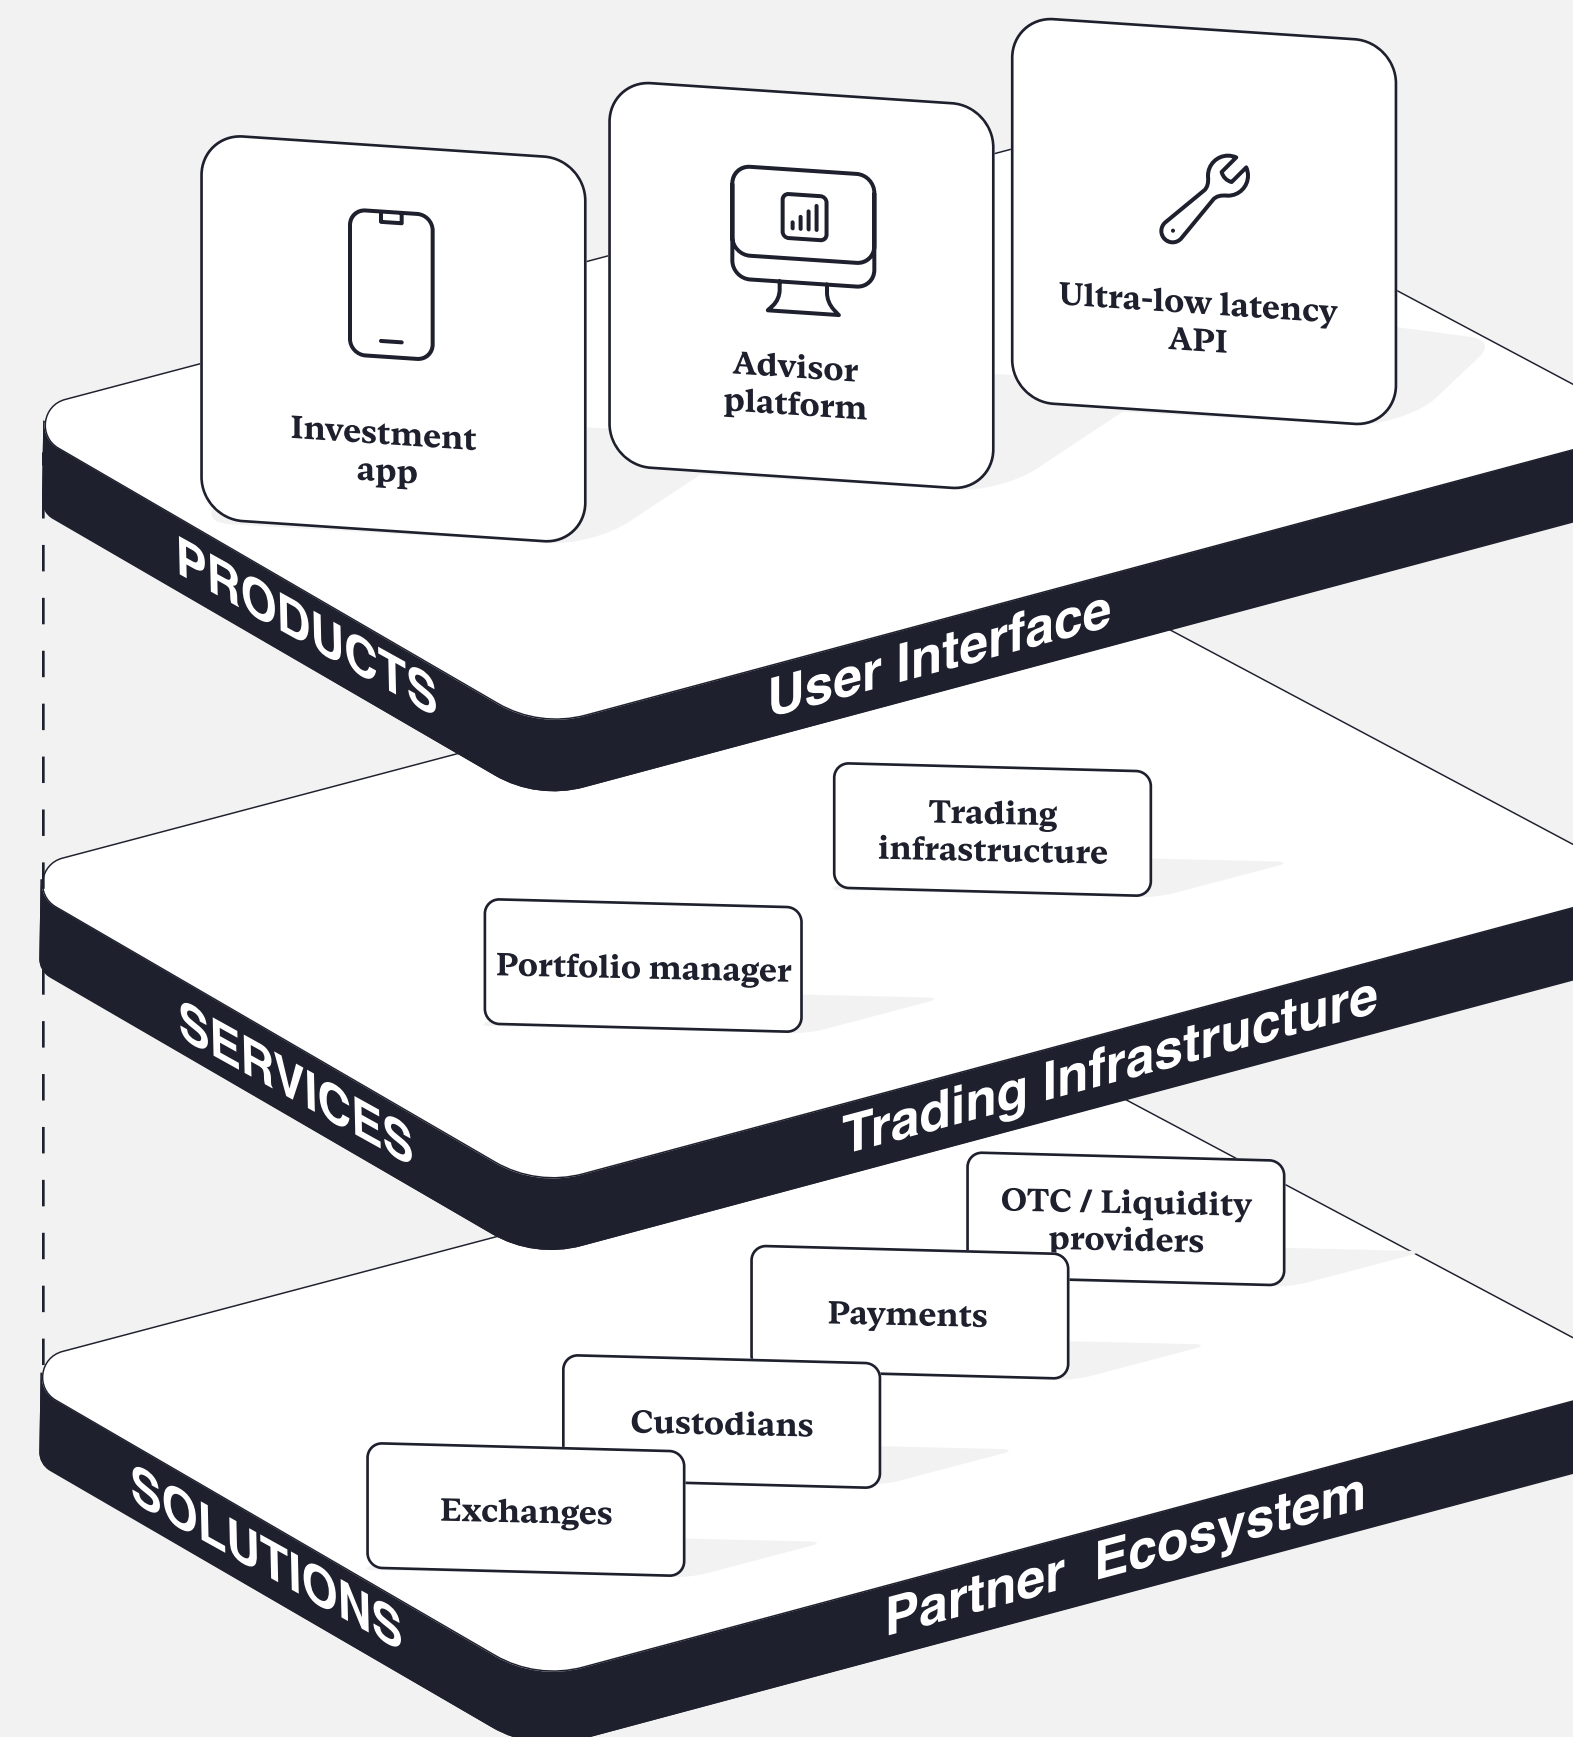 Ultra-low latency
API
Advisor
platform
Investment
app
PRODUCTS
User Interface
Trading
infrastructure
Portfolio manager
SERVICES
Trading Infrastructure
OTC / Liquidity
providers
Payments
Custodians
Exchanges
SOLUTIONS
Partner Ecosystem